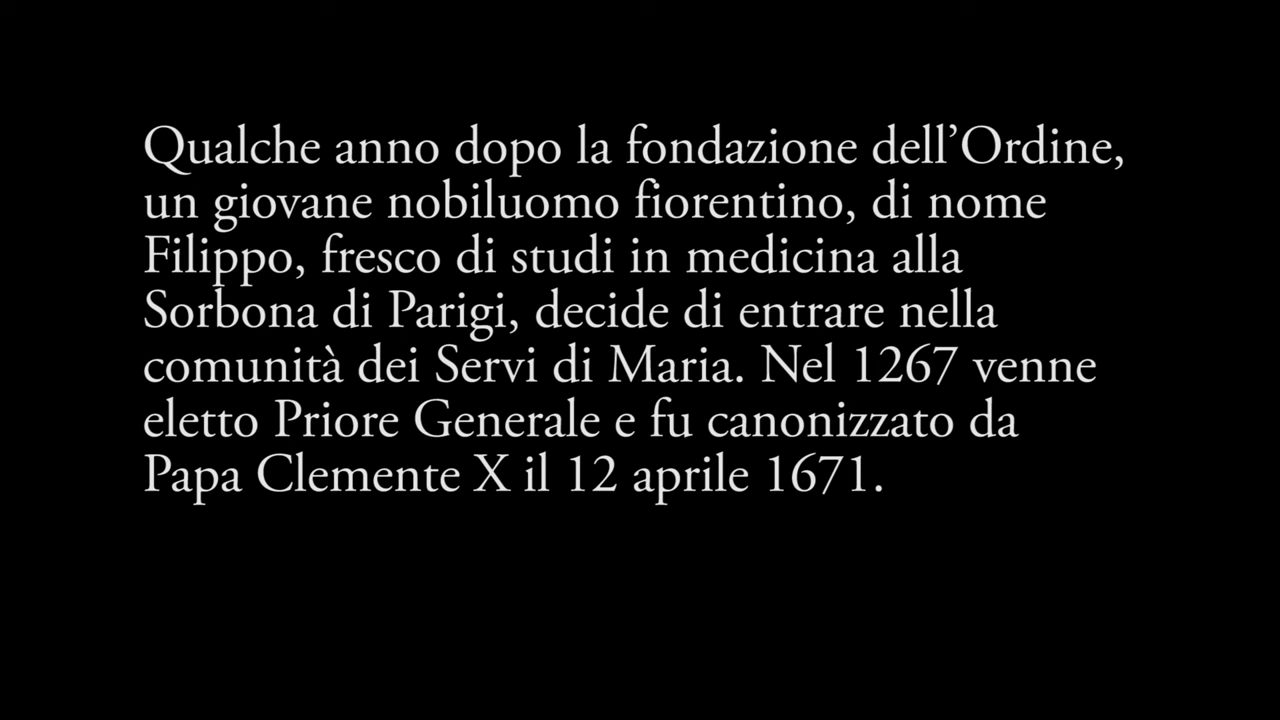 Qualche anno dopo la fondazione dell’Ordine,
un giovane nobiluomo fiorentino, di nome
Filippo, fresco di studi in medicina alla
Sorbona di Parigi, decide di entrare nella
comunità dei Servi di Maria. Nel 1267 venne
eletto Priore Generale e fu canonizzato da
Papa Clemente X il 12 aprile 1671.